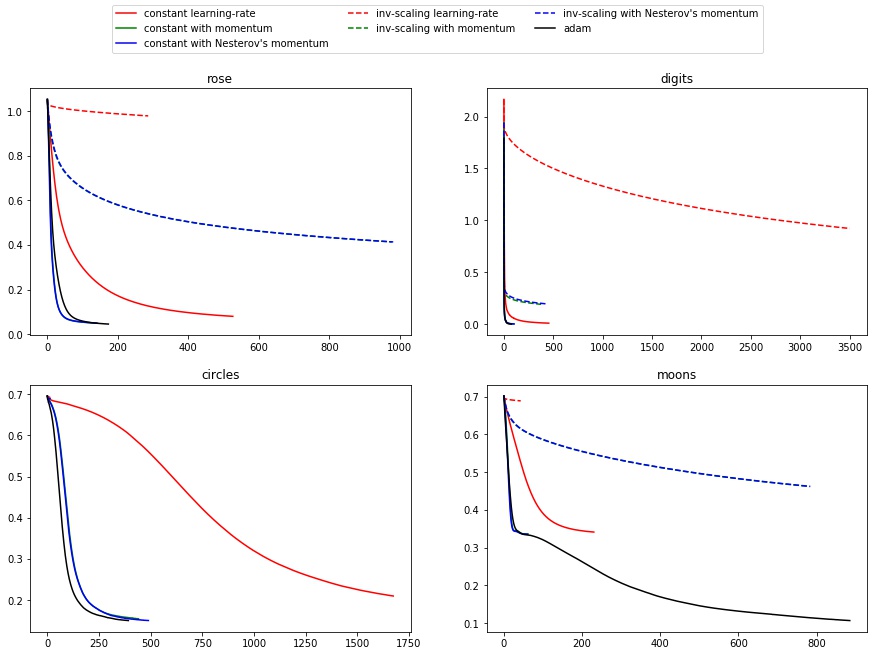 constant learning-rate
constant with momentum
constant with Nesterov's momentum
inv-scaling learning-rate
inv-scaling with momentum
inv-scaling with Nesterov's momentum
adam
rose
1.0
0.8
0.6
0.4
0.2
0.0
0 200 400 600 800 1000
digits
2.0
1.5
1.0
0.5
0.0
0 500 1000 1500 2000 2500 3000 3500
circles
0.7
0.6
0.5
0.4
0.3
0.2
0 250 500 750 1000 1250 1500 1750
moons
0.7
0.6
0.5
0.4
0.3
0.2
0.1
0 200 400 600 800